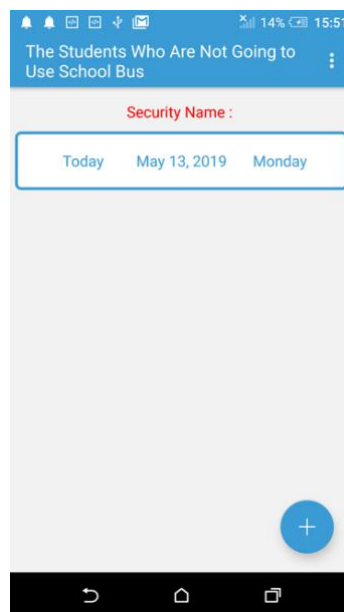 14% 15:51
The Students Who Are Not Going to
Use School Bus
Security Name :
Today May 13, 2019 Monday